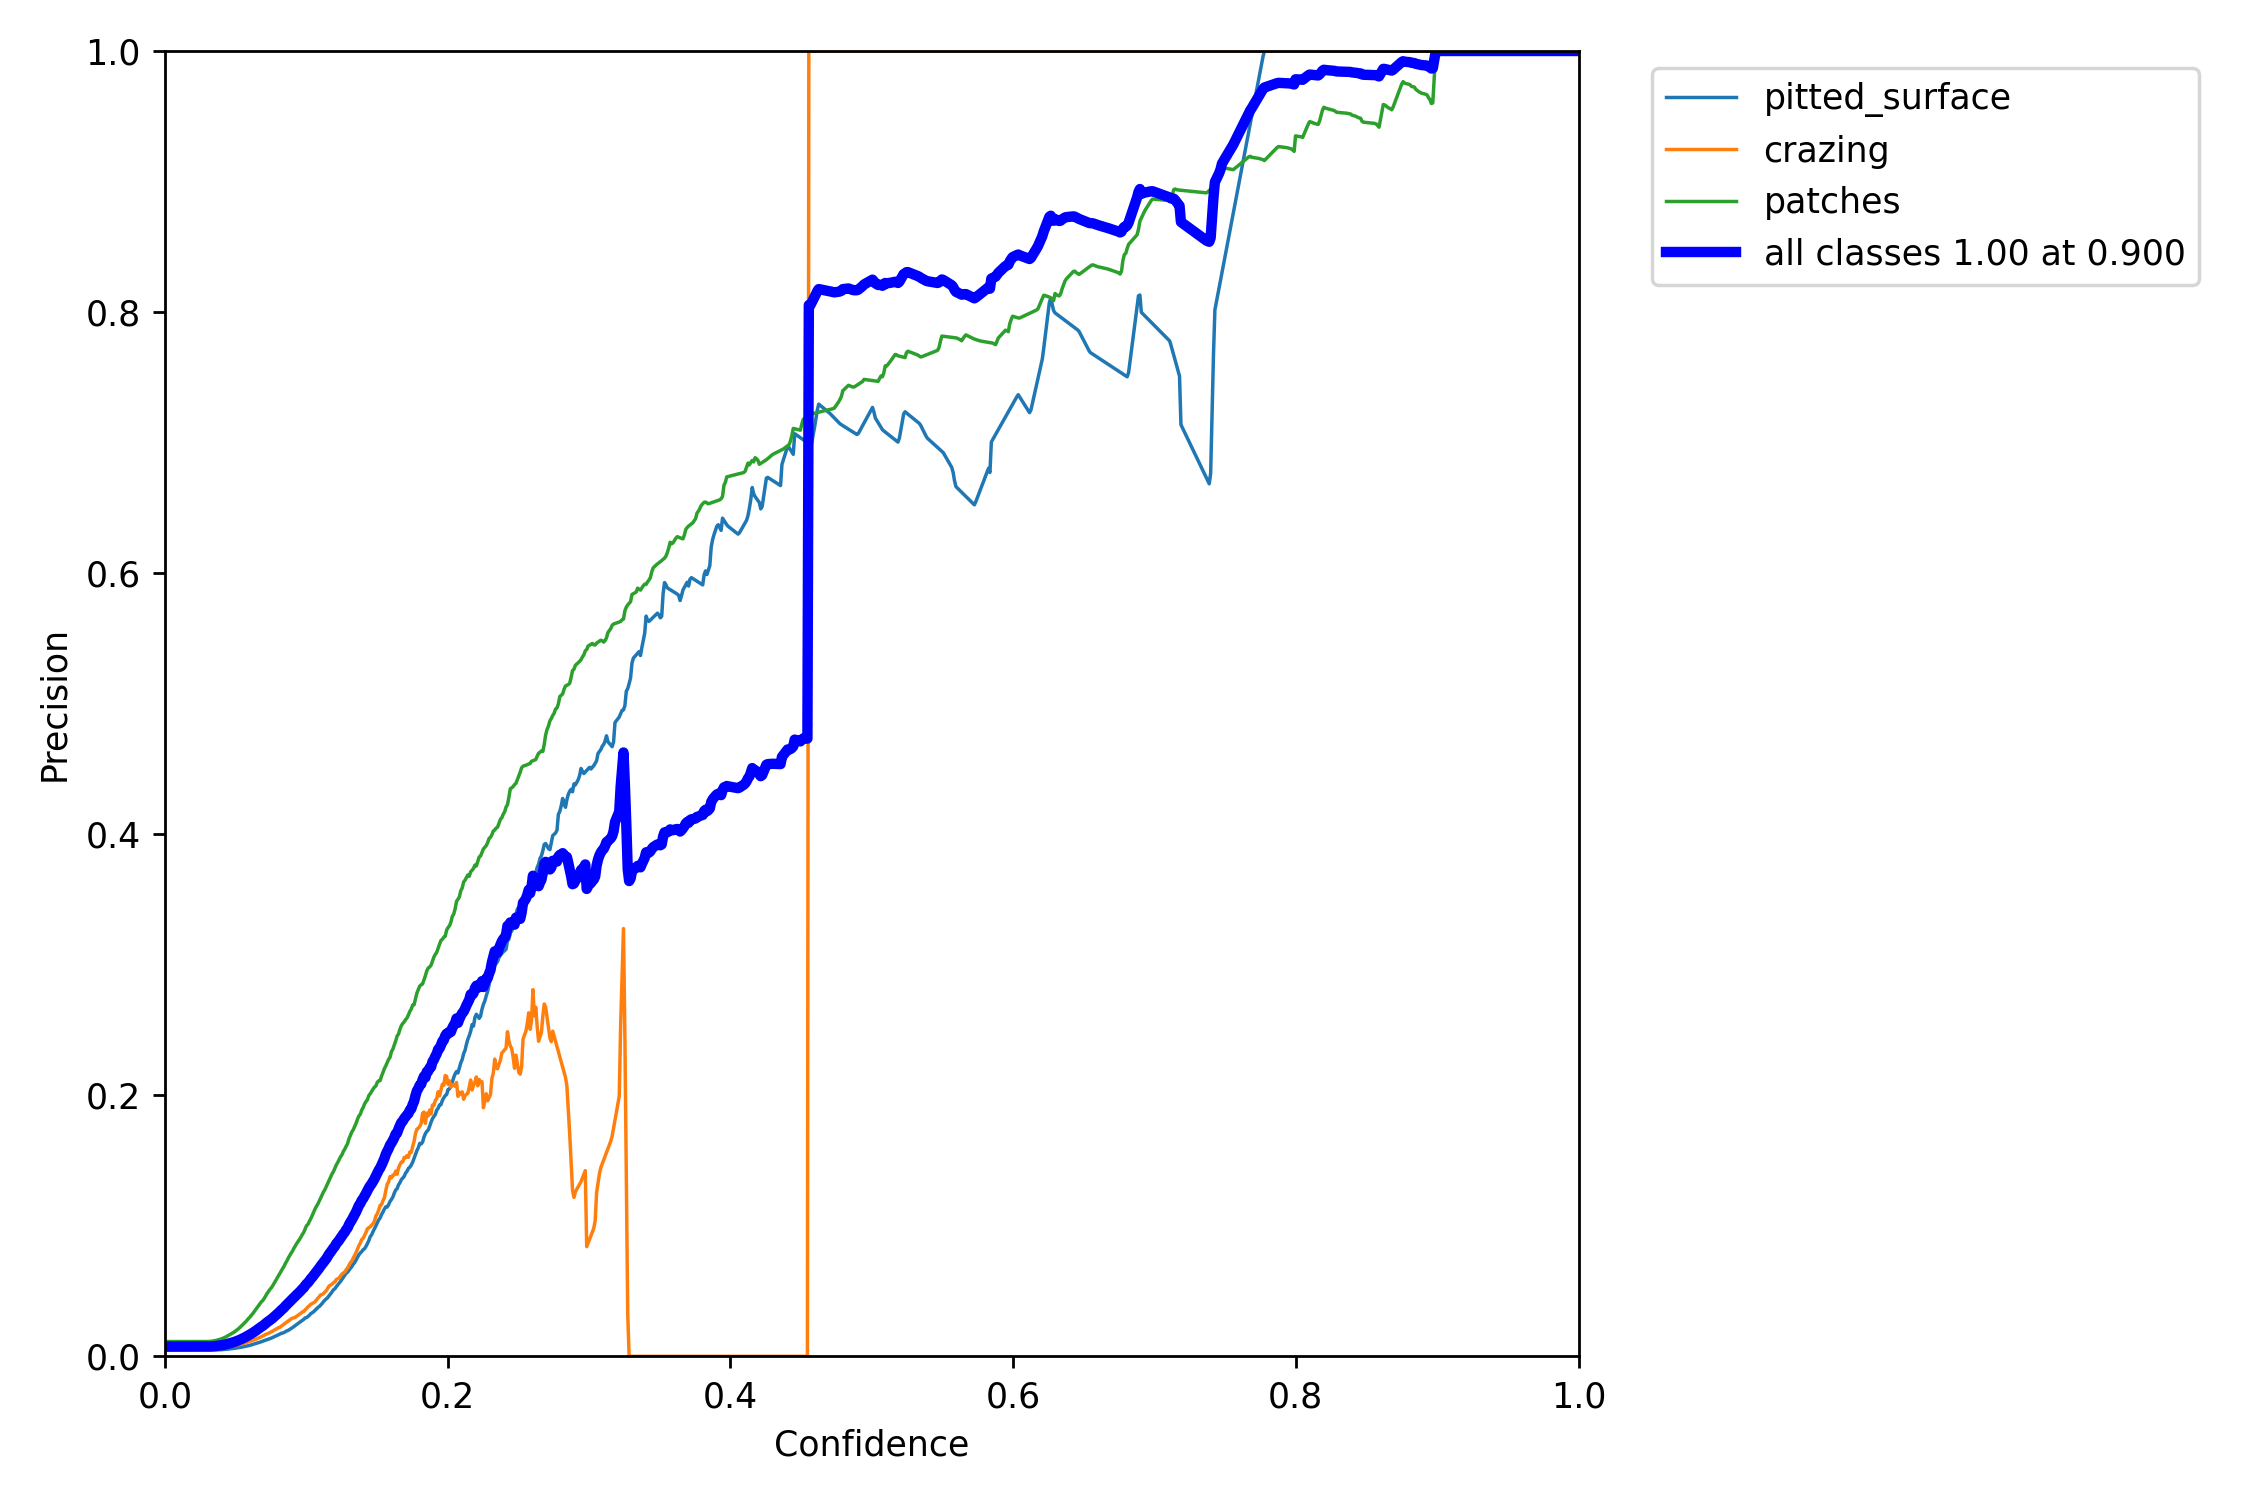 1.0
0.8
0.6
0.4
0.2
0.0
Precision
0.0 0.2 0.4 0.6 0.8 1.0
Confidence
pitted_surface
crazing
patches
all classes 1.00 at 0.900